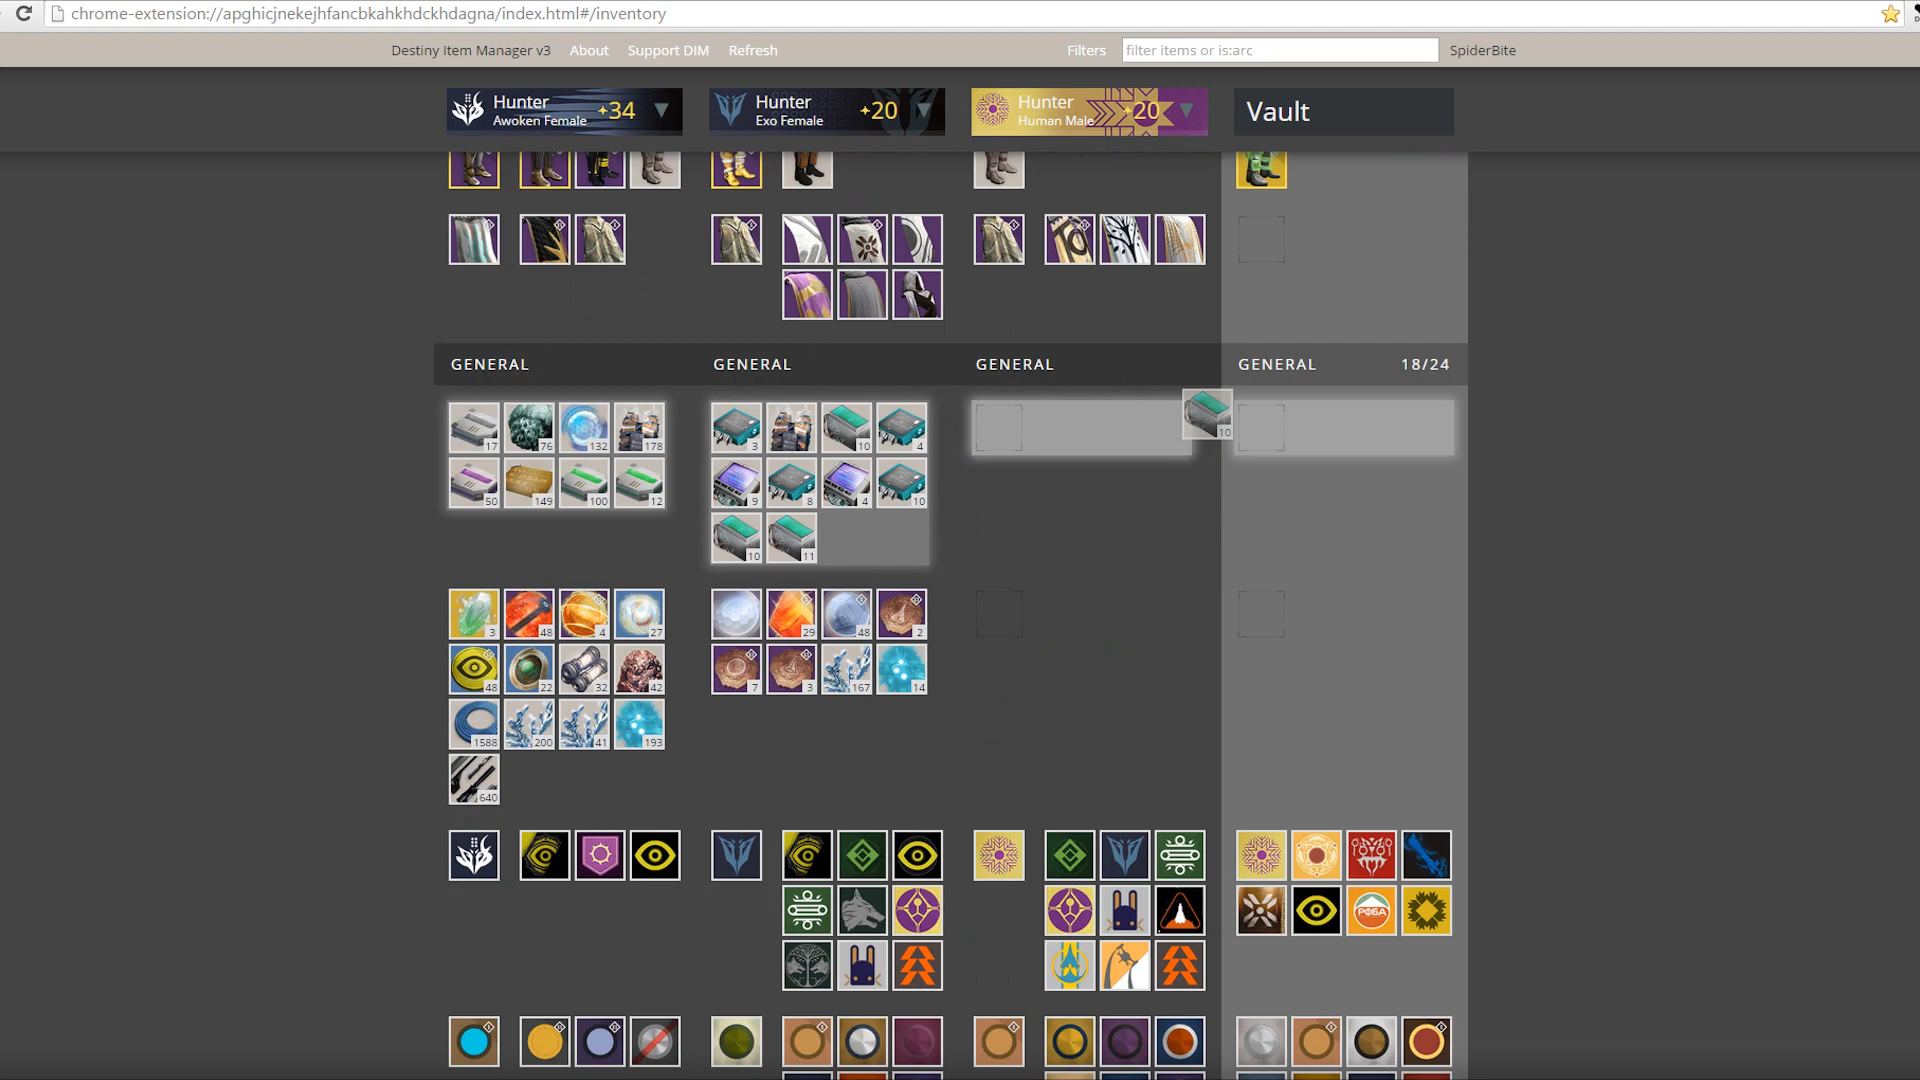 chrome-extension://apghicjnekejhfancbkahkhdckhdagna/index.html#/inventory
Destiny Item Manager v3 About Support DIM Refresh Filters filter items or is:arc SpiderBite
Hunter
Awoken Female
34
Hunter
Exo Female
20
Hunter
Human Male
20
Vault
GENERAL GENERAL GENERAL GENERAL 18/24
17 76 132 178 3 10 4 10
50 149 100 12 9 8 4 10
10 11
3 48 4 27 29 48 2
48 22 32 42 7 3 167 14
1588 200 41 193
640
РФБА